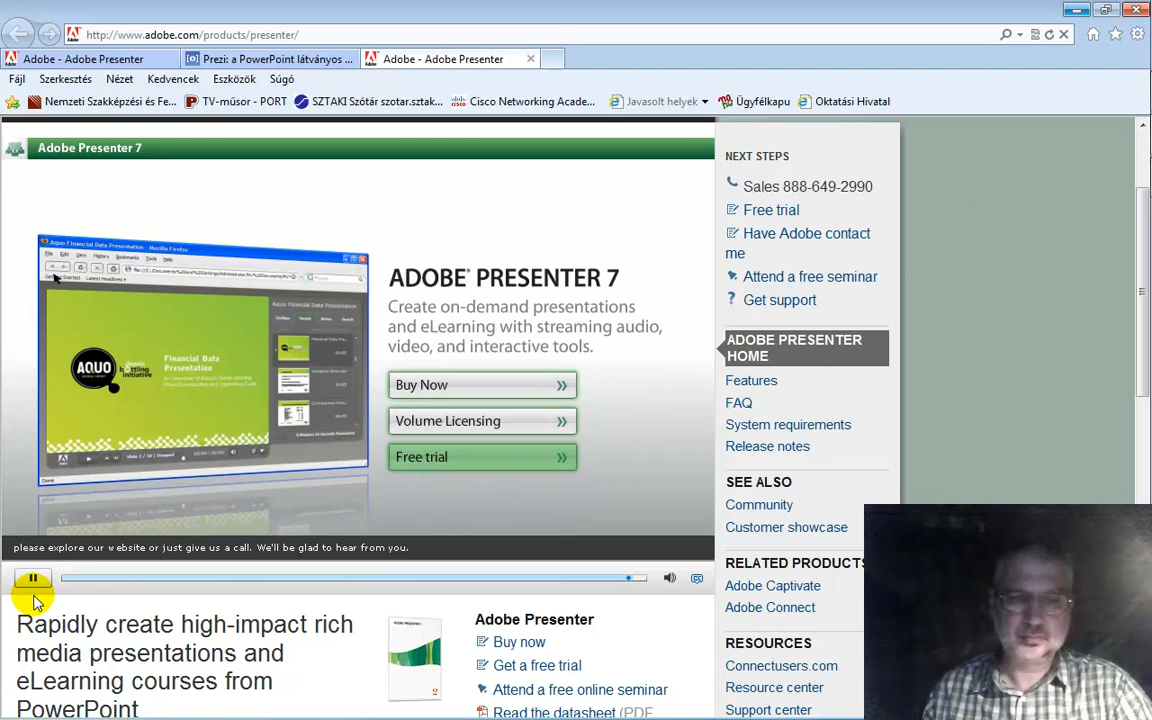 http://www.adobe.com/products/presenter/
Adobe - Adobe Presenter
Prezi: a PowerPoint látványos ...
Adobe - Adobe Presenter
Fájl Szerkesztés Nézet Kedvencek Eszközök Súgó
Nemzeti Szakképzési és Fe...
TV-műsor - PORT
SZTAKI Szótár szotar.sztak...
Cisco Networking Acade...
Javasolt helyek
Ügyfélkapu
Oktatási Hivatal
Adobe Presenter 7
Aquo Financial Data Presentation - Mozilla Firefox
AQUO
Financial Data
Presentation
ADOBE® PRESENTER 7
Create on-demand presentations
and eLearning with streaming audio,
video, and interactive tools.
Buy Now »
Volume Licensing »
Free trial »
please explore our website or just give us a call. We'll be glad to hear from you.
Rapidly create high-impact rich
media presentations and
eLearning courses from
PowerPoint
Adobe Presenter
Buy now
Get a free trial
Attend a free online seminar
Read the datasheet (PDF
NEXT STEPS
Sales 888-649-2990
Free trial
Have Adobe contact
me
Attend a free seminar
Get support
ADOBE PRESENTER
HOME
Features
FAQ
System requirements
Release notes
SEE ALSO
Community
Customer showcase
RELATED PRODUCTS
Adobe Captivate
Adobe Connect
RESOURCES
Connectusers.com
Resource center
Support center